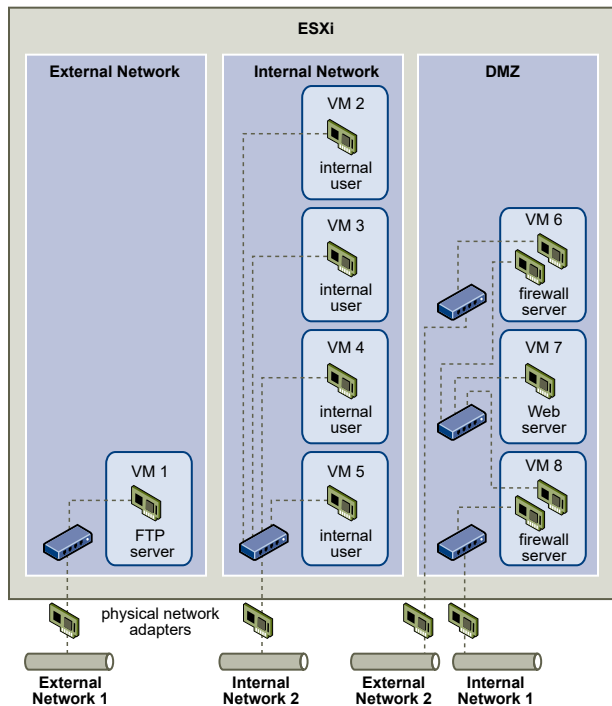 ESXi
External Network
Internal Network
DMZ
VM 2
internal
user
VM 3
internal
user
VM 4
internal
user
VM 5
internal
user
VM 6
firewall
server
VM 7
Web
server
VM 8
firewall
server
VM 1
FTP
server
physical network
adapters
External
Network 1
Internal
Network 2
External
Network 2
Internal
Network 1